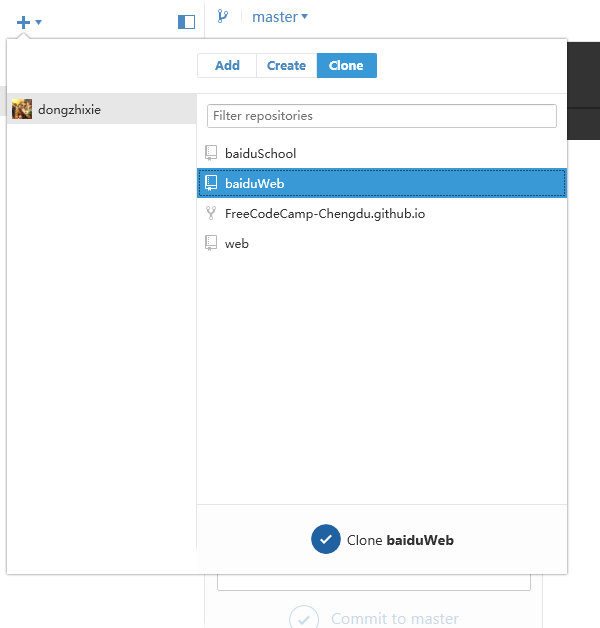 master
Add Create Clone
dongzhixie
Filter repositories
baiduSchool
baiduWeb
FreeCodeCamp-Chengdu.github.io
web
Clone baiduWeb
Commit to master